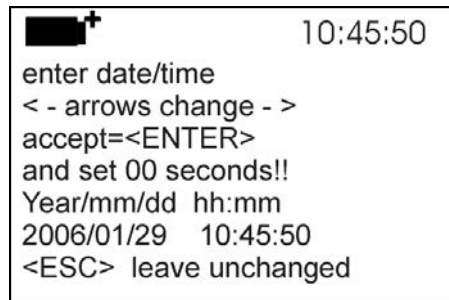 10:45:50
enter date/time
< - arrows change - >
accept=<ENTER>
and set 00 seconds!!
Year/mm/dd hh:mm
2006/01/29 10:45:50
<ESC> leave unchanged